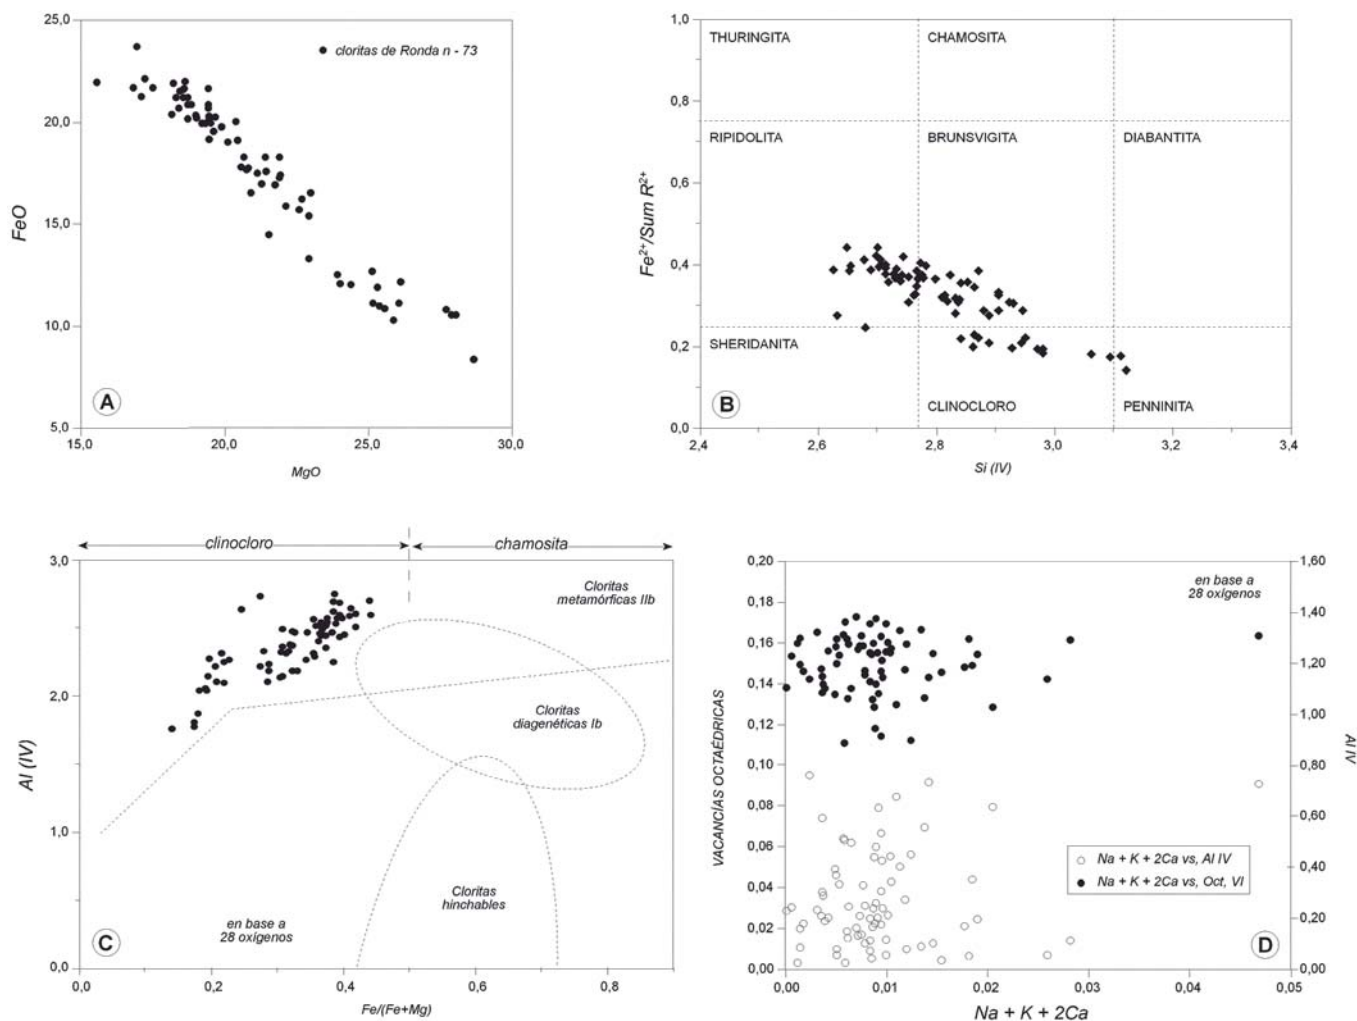 25,0
20,0
15,0
10,0
5,0
FeO
cloritas de Ronda n - 73
A
15,0 20,0 25,0 30,0
MgO
1,0
0,8
0,6
0,4
0,2
0,0
Fe2+/Sum R2+
THURINGITA CHAMOSITA
RIPIDOLITA BRUNSVIGITA DIABANTITA
SHERIDANITA
CLINOCLORO PENNINITA
B
2,4 2,6 2,8 3,0 3,2 3,4
Si (IV)
clinocloro chamosita
3,0
2,0
1,0
0,0
Al (IV)
Cloritas
metamórficas IIb
Cloritas
diagenéticas Ib
Cloritas
hinchables
en base a
28 oxígenos
C
0,0 0,2 0,4 0,6 0,8
Fe/(Fe+Mg)
0,20
0,18
0,16
0,14
0,12
0,10
0,08
0,06
0,04
0,02
0,00
VACANCÍAS OCTAÉDRICAS
en base a
28 oxígenos
1,60
1,40
1,20
1,00
0,80
0,60
0,40
0,20
0,00
Al IV
Na + K + 2Ca vs, Al IV
Na + K + 2Ca vs, Oct, VI
D
0,00 0,01 0,02 0,03 0,04 0,05
Na + K + 2Ca